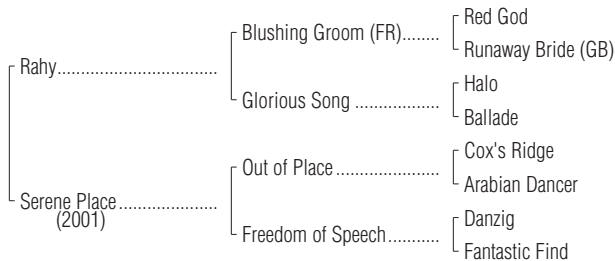 Red God
Blushing Groom (FR)........
Runaway Bride (GB)
Rahy..................................
Halo
Glorious Song ..................
Ballade
Cox's Ridge
Out of Place ......................
Arabian Dancer
Serene Place.....................
(2001)
Danzig
Freedom of Speech...........
Fantastic Find